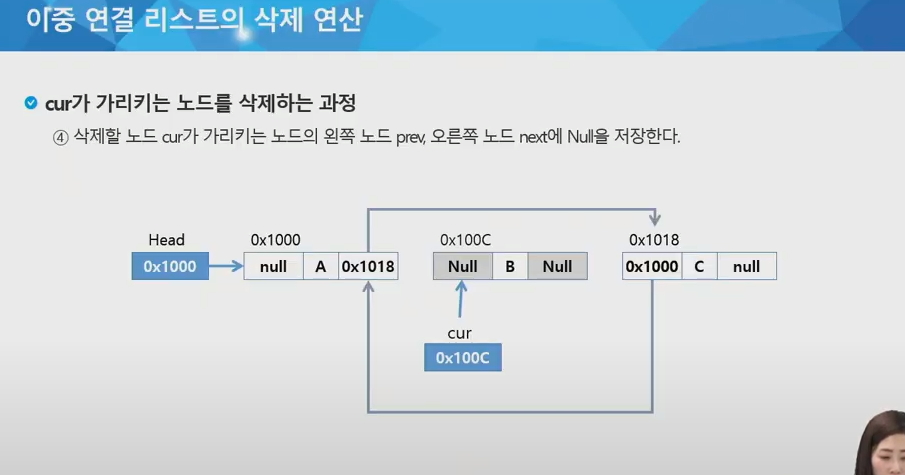 이중 연결 리스트의 삭제 연산
cur가 가리키는 노드를 삭제하는 과정
④ 삭제할 노드 cur가 가리키는 노드의 왼쪽 노드 prev, 오른쪽 노드 next에 Null을 저장한다.
Head 0x1000 0x100C 0x1018
0x1000 null A 0x1018 Null B Null 0x1000 C null
cur
0x100C